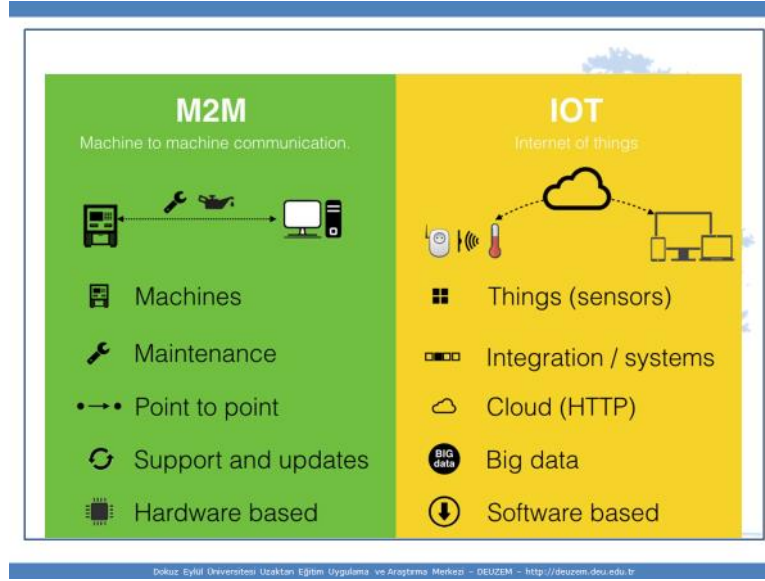 M2M
Machine to machine communication.
Machines
Maintenance
Point to point
Support and updates
Hardware based
IOT
Internet of things
Things (sensors)
Integration / systems
Cloud (HTTP)
BIG
data
Big data
Software based
Dokuz Eylül Üniversitesi Uzaktan Eğitim Uygulama ve Araştırma Merkezi – DEUZEM – http://deuzem.deu.edu.tr